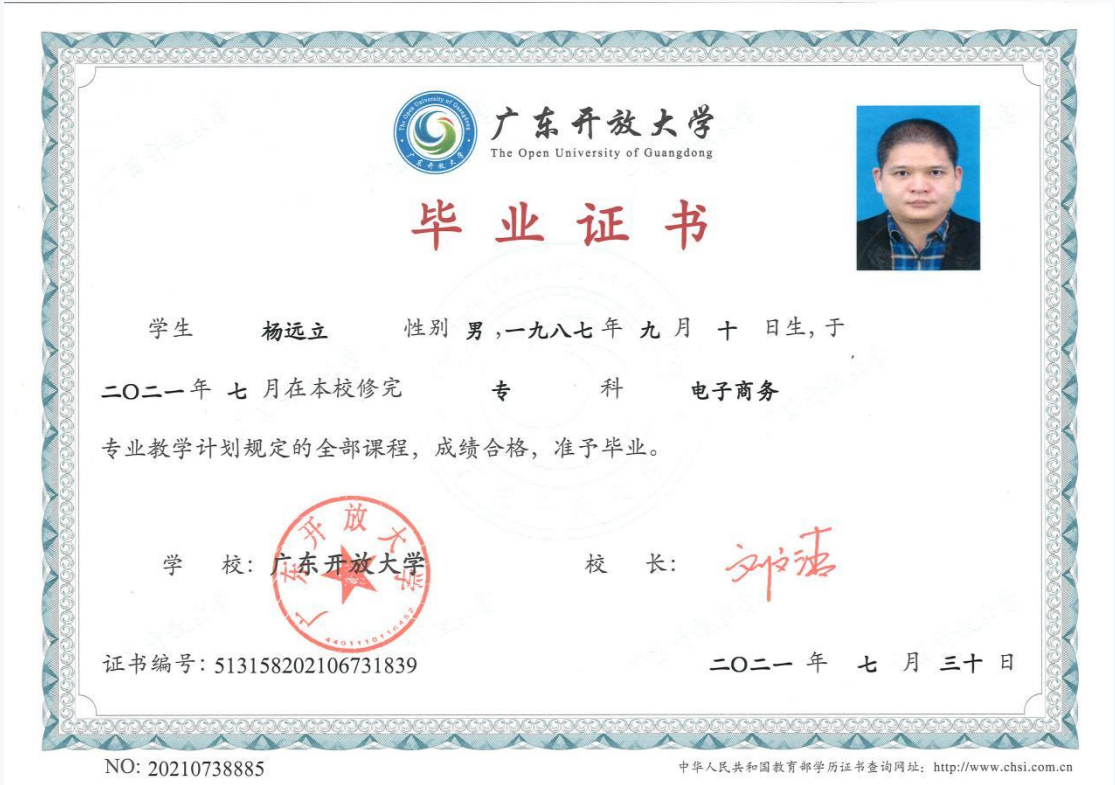 广东开放大学
The Open University of Guangdong
毕业证书
学生 杨远立 性别 男,一九八七年 九 月 十 日生,于
二〇二一年 七 月在本校修完 专 科 电子商务
专业教学计划规定的全部课程,成绩合格,准予毕业。
学 校:广东开放大学 校 长:
广东开放大学
证书编号:513158202106731839 二〇二一 年 七 月 三十 日
NO: 20210738885 中华人民共和国教育部学历证书查询网址:http://www.chsi.com.cn